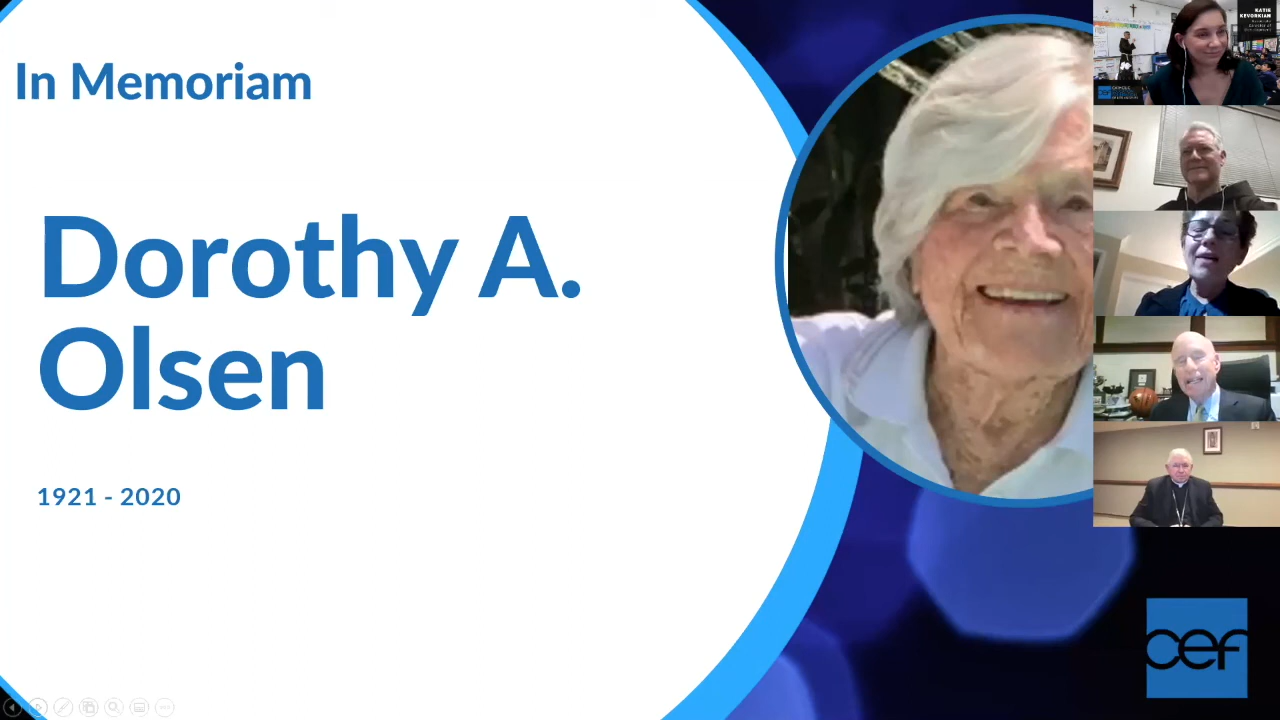 In Memoriam
Dorothy A.
Olsen
1921 - 2020
KATIE
KEVORKIAN
cef